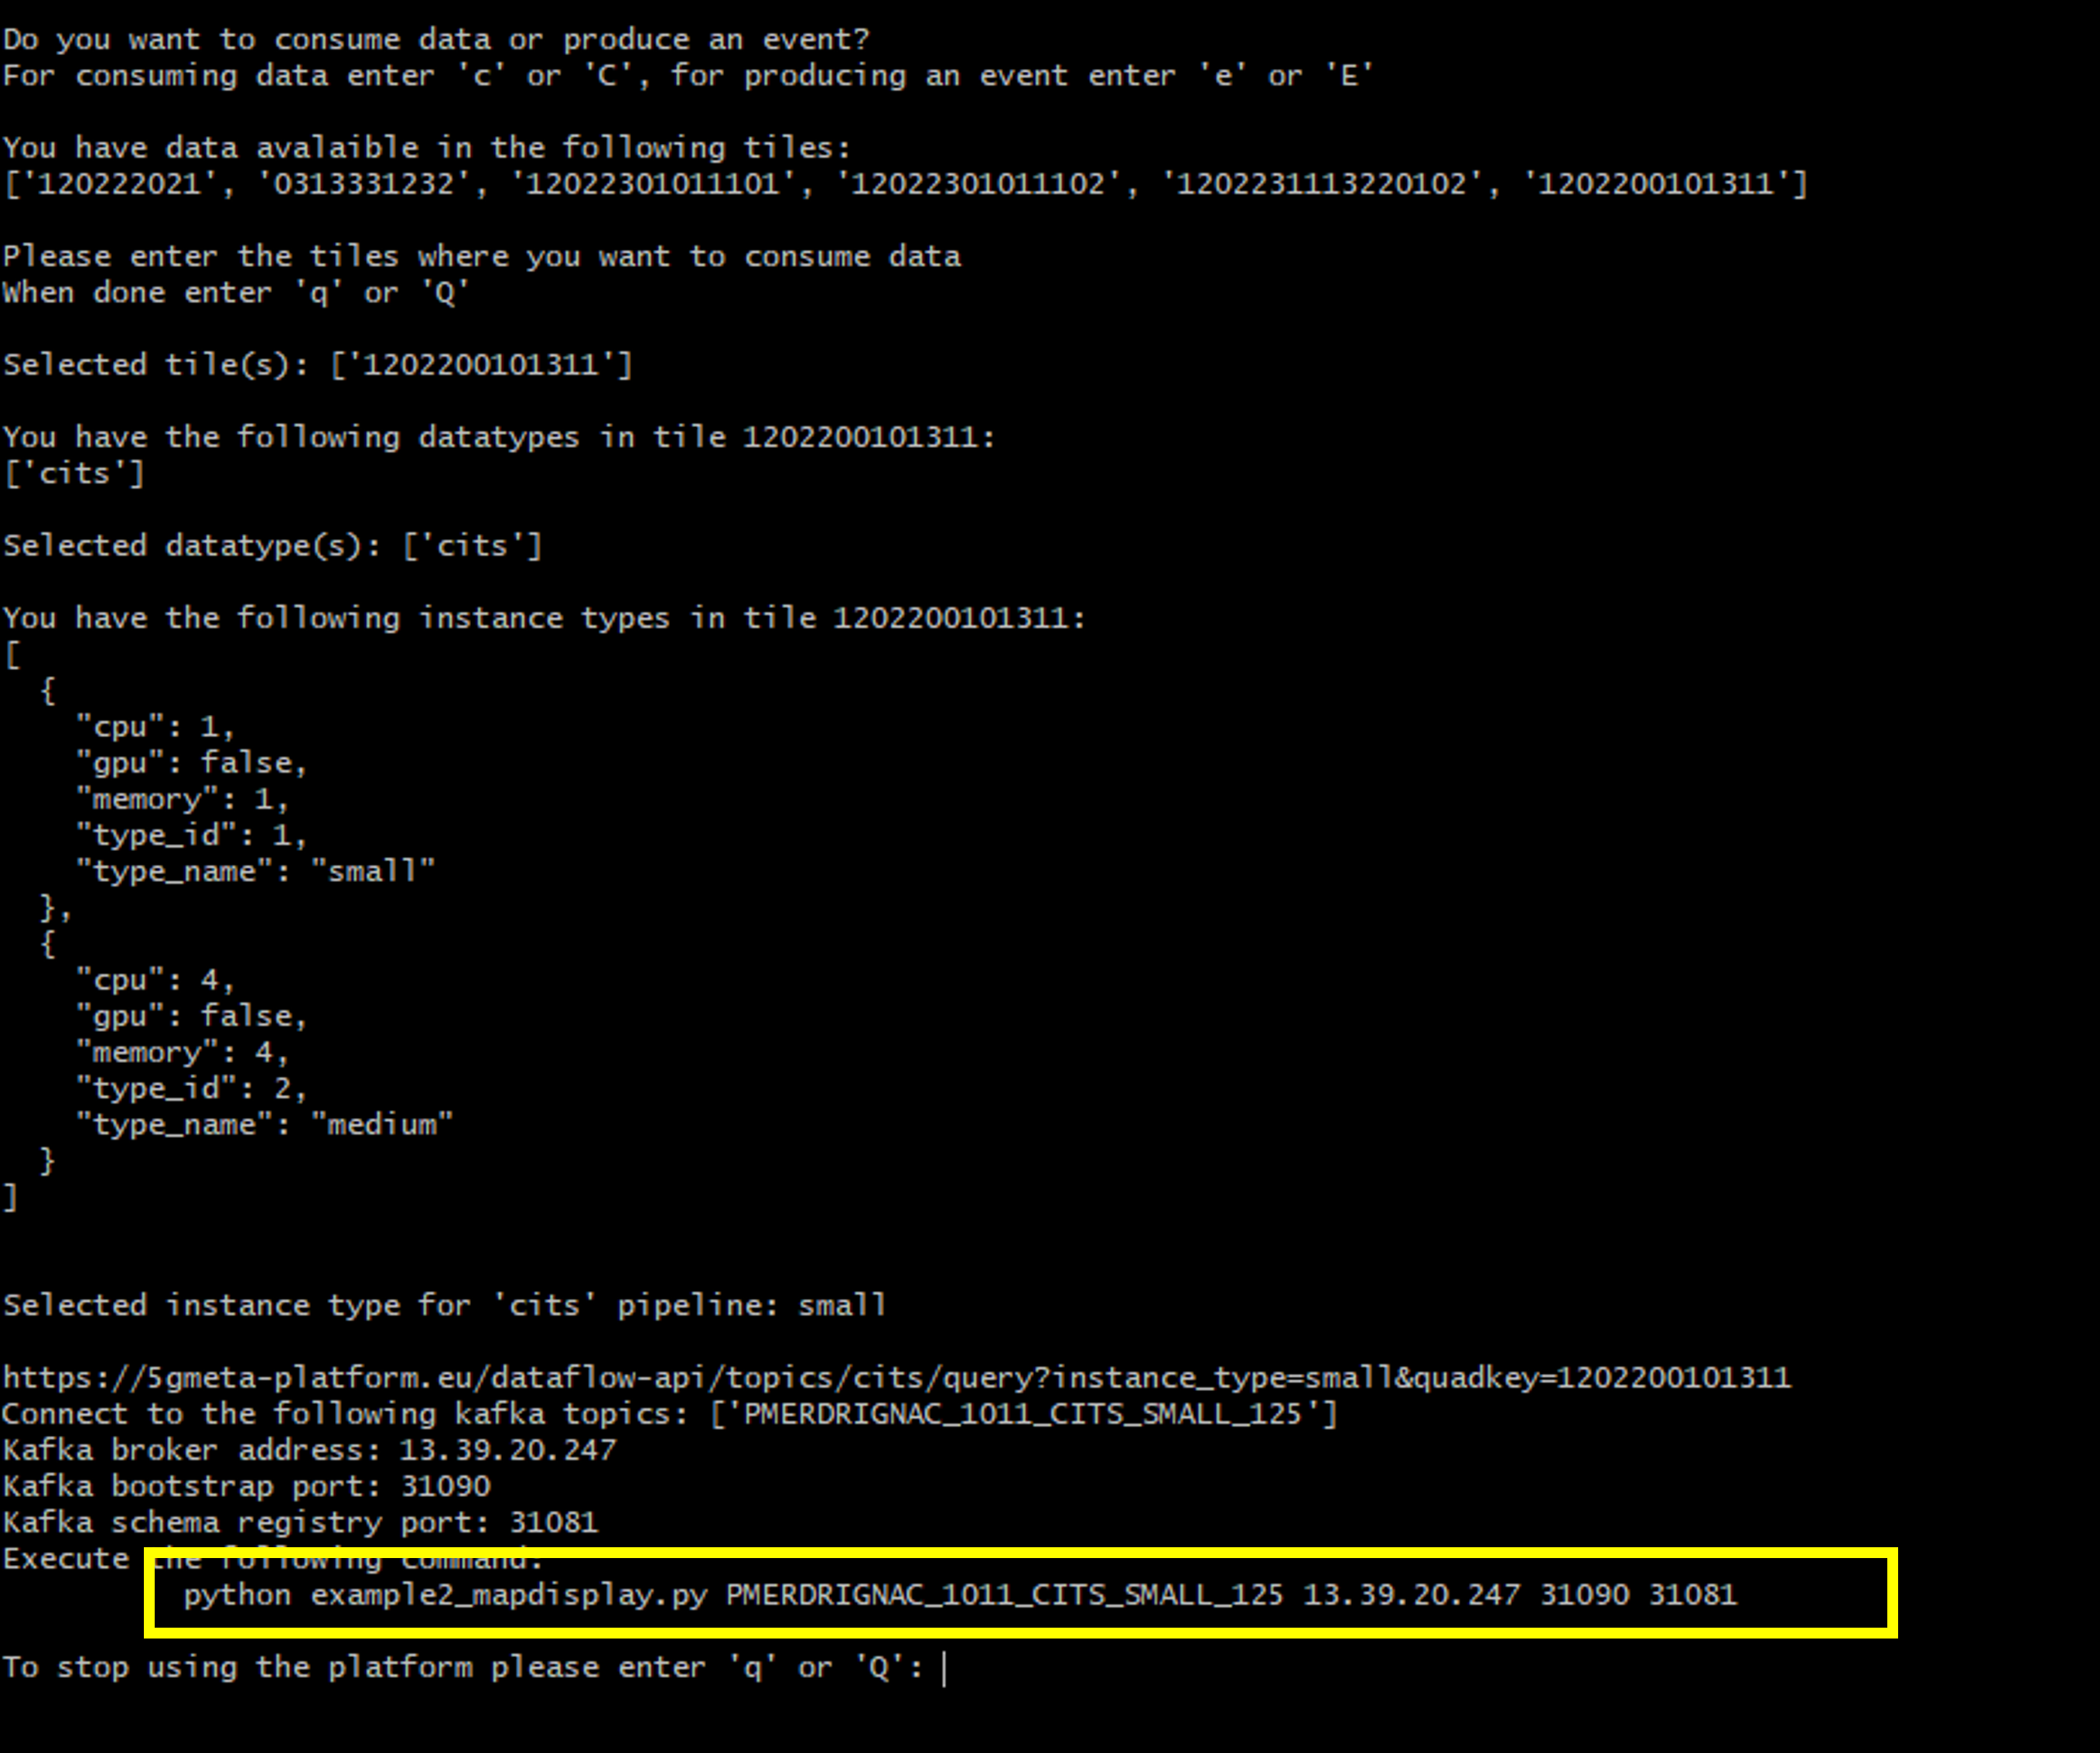 Do you want to consume data or produce an event?
For consuming data enter 'c' or 'C', for producing an event enter 'e' or 'E'
You have data avalaible in the following tiles:
['120222021', '0313331232', '12022301011101', '12022301011102', '1202231113220102', '1202200101311']
Please enter the tiles where you want to consume data
When done enter 'q' or 'Q'
Selected tile(s): ['1202200101311']
You have the following datatypes in tile 1202200101311:
['cits']
Selected datatype(s): ['cits']
You have the following instance types in tile 1202200101311:
[
  {
    "cpu": 1,
    "gpu": false,
    "memory": 1,
    "type_id": 1,
    "type_name": "small"
  },
  {
    "cpu": 4,
    "gpu": false,
    "memory": 4,
    "type_id": 2,
    "type_name": "medium"
  }
]
Selected instance type for 'cits' pipeline: small
https://5gmeta-platform.eu/dataflow-api/topics/cits/query?instance_type=small&quadkey=1202200101311
Connect to the following kafka topics: ['PMERDRIGNAC_1011_CITS_SMALL_125']
Kafka broker address: 13.39.20.247
Kafka bootstrap port: 31090
Kafka schema registry port: 31081
Execute the following command:
python example2_mapdisplay.py PMERDRIGNAC_1011_CITS_SMALL_125 13.39.20.247 31090 31081
To stop using the platform please enter 'q' or 'Q':